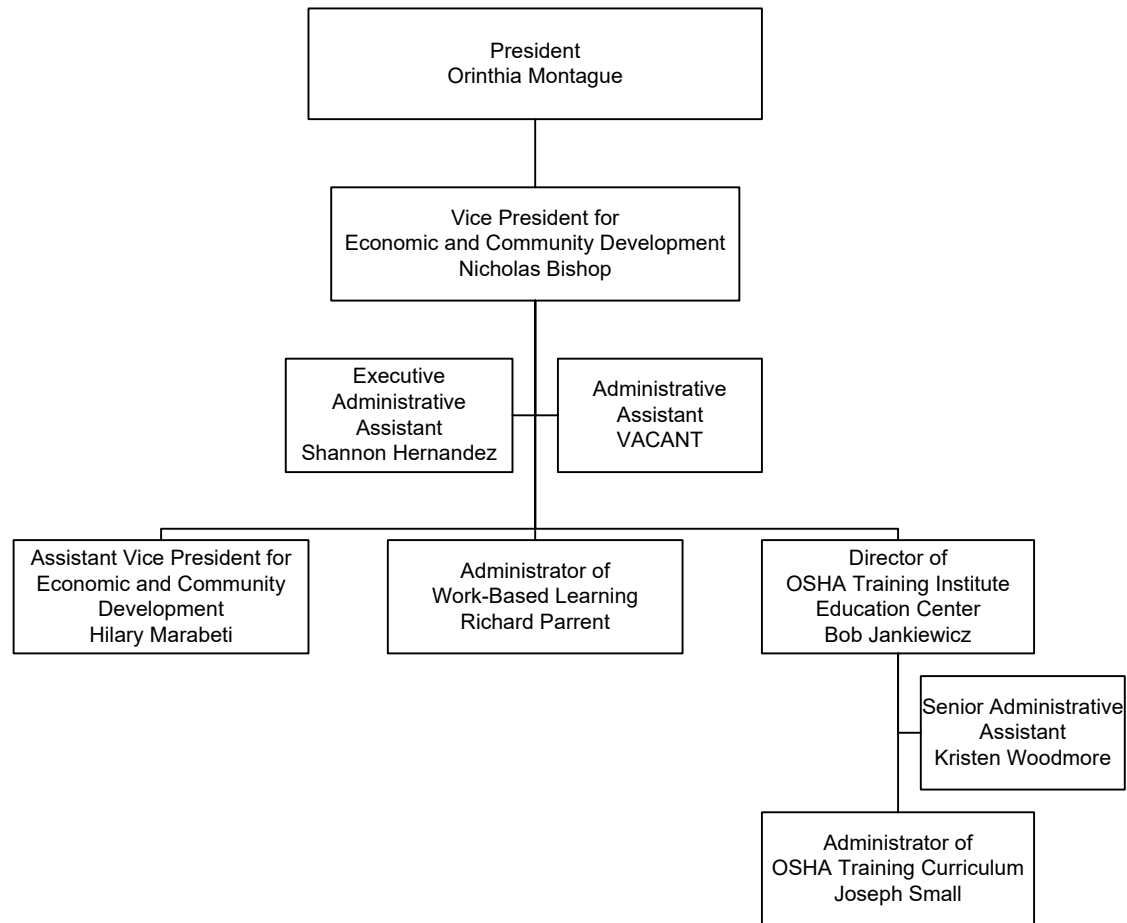 President
Orinthia Montague
Vice President for
Economic and Community Development
Nicholas Bishop
Executive
Administrative
Assistant
Shannon Hernandez
Administrative
Assistant
VACANT
Assistant Vice President for
Economic and Community
Development
Hilary Marabeti
Administrator of
Work-Based Learning
Richard Parrent
Director of
OSHA Training Institute
Education Center
Bob Jankiewicz
Senior Administrative
Assistant
Kristen Woodmore
Administrator of
OSHA Training Curriculum
Joseph Small